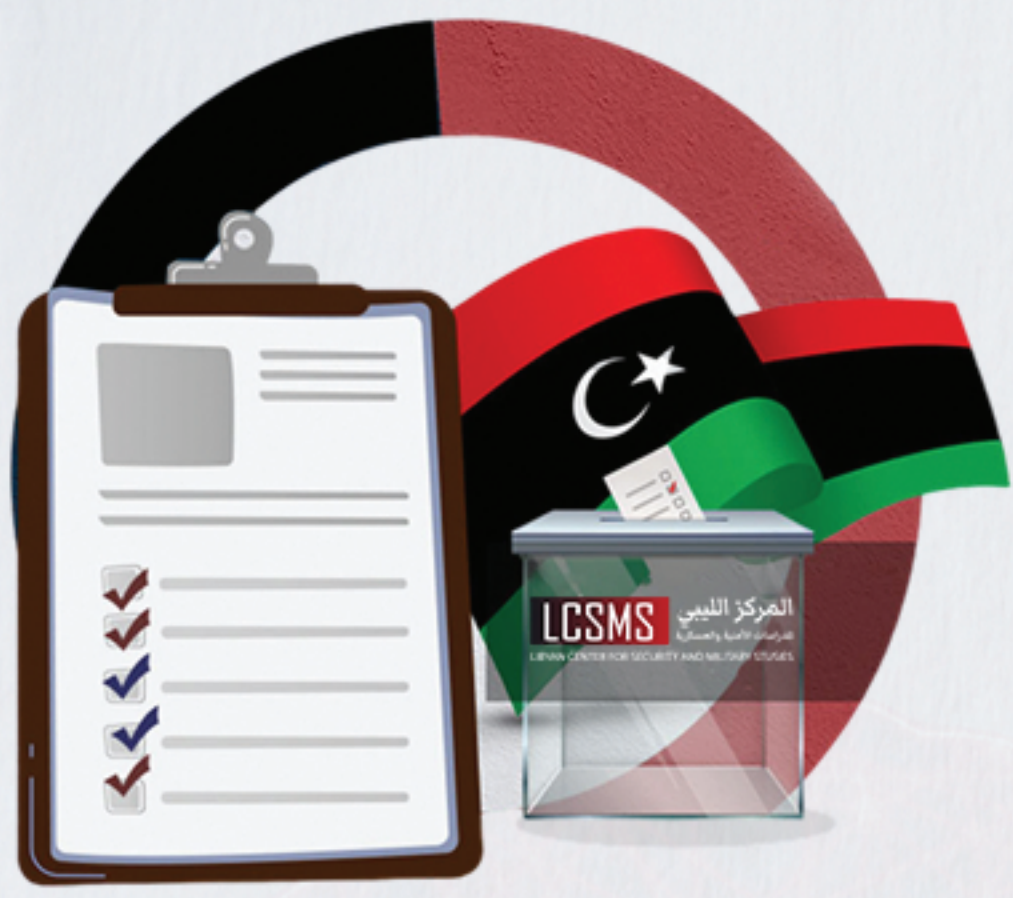 LCSMS
المركز الليبي
للدراسات الأمنية والعسكرية
LIBYAN CENTER FOR SECURITY AND MILITARY STUDIES